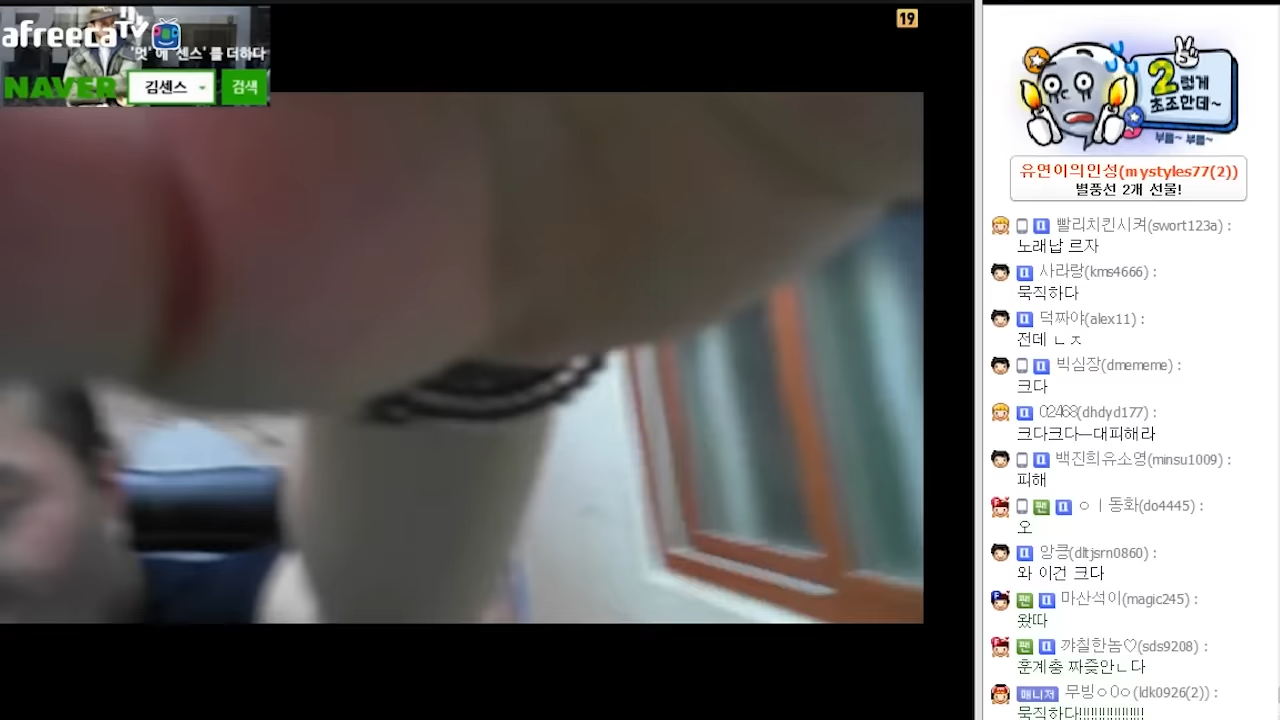 afreecaTV
'멋'에 '센스'를 더하다
NAVER 김센스 검색
19
2렇게
초조한데~
부들~ 부들~
유연이의인성(mystyles77(2))
별풍선 2개 선물!
빨리치킨시켜(swort123a) :
노래납 르자
사라랑(kms4666) :
묵직하다
덕짜야(alex11) :
전데 ㄴㅈ
빅심장(dmememe) :
크다
02468(dhdyd177) :
크다크다ㅡ대피해라
백진희유소영(minsu1009) :
피해
팬 ㅇㅣ동화(do4445) :
오
앙쿵(dltjsrn0860) :
와 이건 크다
팬 마산석이(magic245) :
왔따
팬 꺄칠한놈♡(sds9208) :
훈계충 짜즞안ㄴ다
매니저 무빙ㅇ0ㅇ(ldk0926(2)) :
묵직하다!!!!!!!!!!!!!!!!